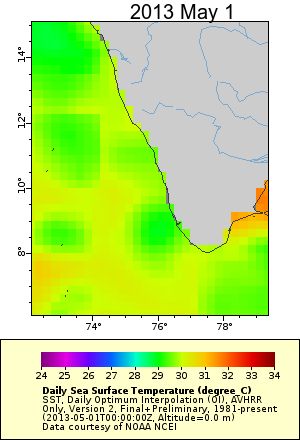 2013 May 1
14°
12°
10°
8°
74° 76° 78°
24 25 26 27 28 29 30 31 32 33 34
Daily Sea Surface Temperature (degree_C)
SST, Daily Optimum Interpolation (OI), AVHRR
Only, Version 2, Final+Preliminary, 1981-present
(2013-05-01T00:00:00Z, Altitude=0.0 m)
Data courtesy of NOAA NCEI